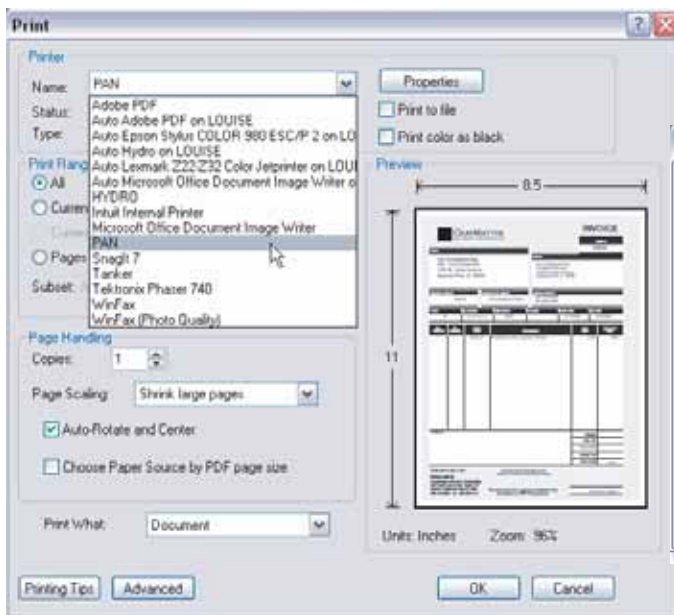 Print
Printer
Name: PAN
Properties
Status:
Type:
Print to file
Print color as black
Adobe PDF
Auto Adobe PDF on LOUISE
Auto Epson Stylus COLOR 980 ESC/P 2 on LO
Auto Hydro on LOUISE
Auto Lexmark Z22-Z32 Color Jetprinter on LOUI
Auto Microsoft Office Document Image Writer o
HYDRO
Intuit Internal Printer
Microsoft Office Document Image Writer
PAN
SnagIt 7
Tanker
Tektronix Phaser 740
WinFax
WinFax (Photo Quality)
Print Rang
All
Curren
Pages
Subset:
Preview
8.5
11
INVOICE
Page Handling
Copies: 1
Page Scaling: Shrink large pages
Auto-Rotate and Center
Choose Paper Source by PDF page size
Print What: Document
Units: Inches Zoom: 96%
Printing Tips Advanced OK Cancel